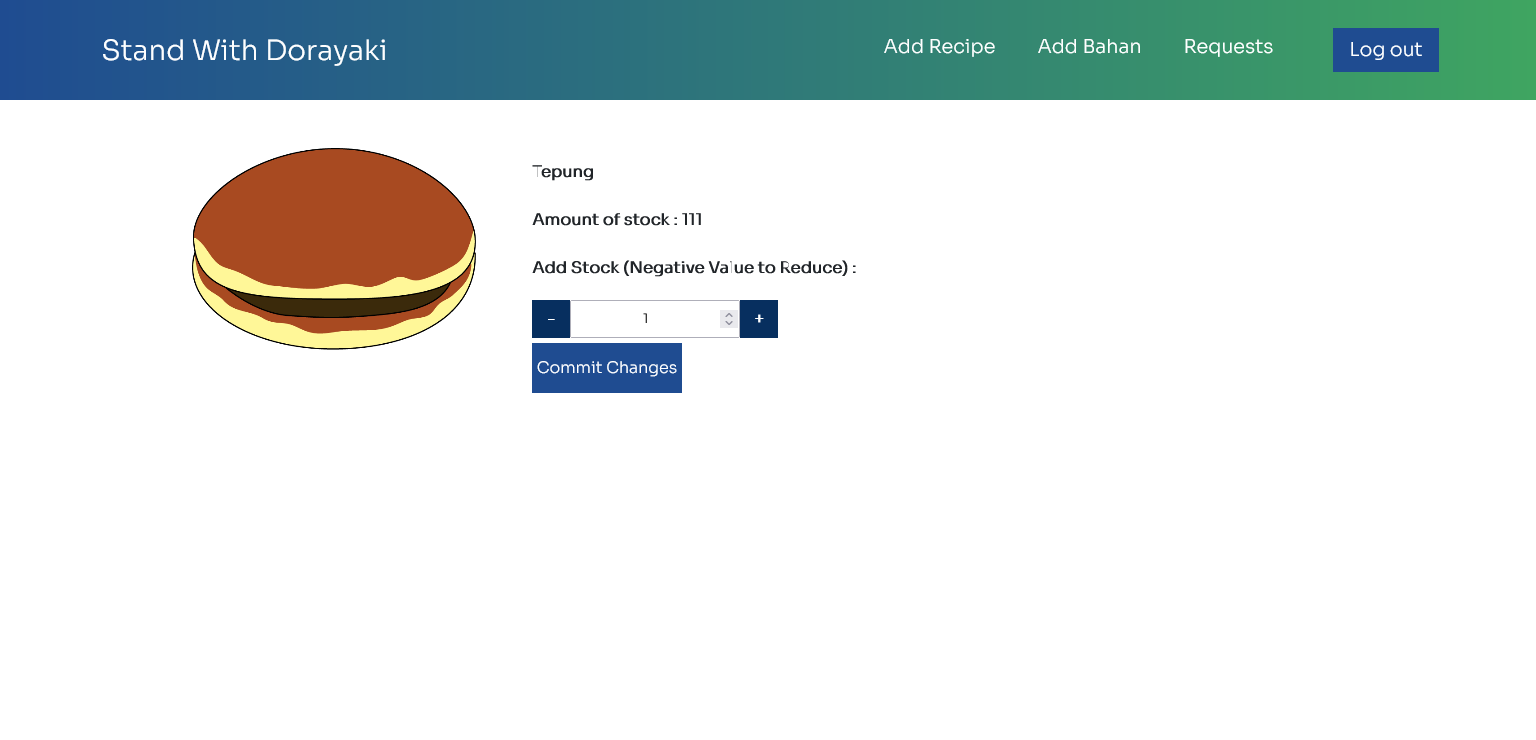 Stand With Dorayaki
Add Recipe
Add Bahan
Requests
Log out
Tepung
Amount of stock : 111
Add Stock (Negative Value to Reduce) :
-
1
+
Commit Changes